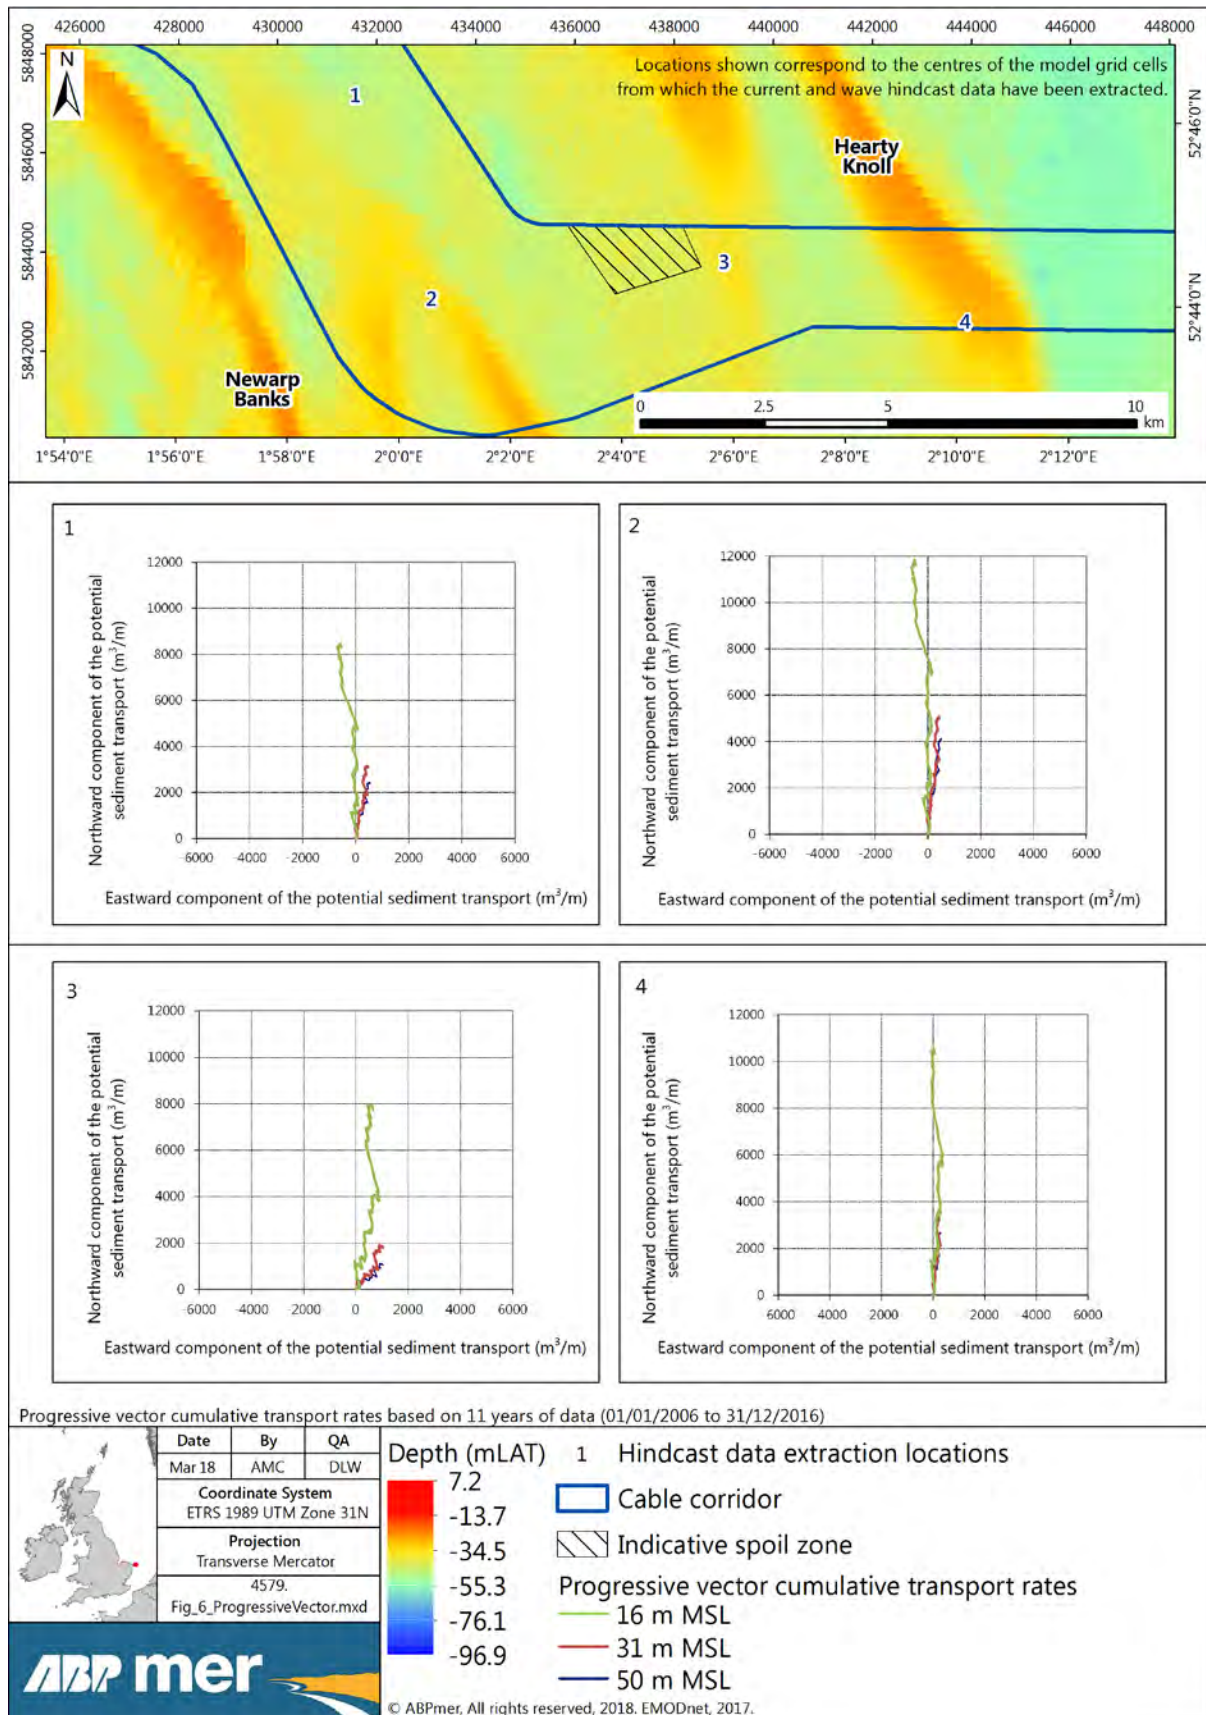 426000 428000 430000 432000 434000 436000 438000 440000 442000 444000 446000 448000
5848000
5846000
5844000
5842000
N
Locations shown correspond to the centres of the model grid cells
from which the current and wave hindcast data have been extracted.
52°46'0"N
52°44'0"N
1
2
3
4
Hearty
Knoll
Newarp
Banks
0 2.5 5 10
km
1°54'0"E 1°56'0"E 1°58'0"E 2°0'0"E 2°2'0"E 2°4'0"E 2°6'0"E 2°8'0"E 2°10'0"E 2°12'0"E
1
Northward component of the potential
sediment transport (m³/m)
12000
10000
8000
6000
4000
2000
0
-6000 -4000 -2000 0 2000 4000 6000
Eastward component of the potential sediment transport (m³/m)
2
Northward component of the potential
sediment transport (m³/m)
12000
10000
8000
6000
4000
2000
0
-6000 -4000 -2000 0 2000 4000 6000
Eastward component of the potential sediment transport (m³/m)
3
Northward component of the potential
sediment transport (m³/m)
12000
10000
8000
6000
4000
2000
0
-6000 -4000 -2000 0 2000 4000 6000
Eastward component of the potential sediment transport (m³/m)
4
Northward component of the potential
sediment transport (m³/m)
12000
10000
8000
6000
4000
2000
0
6000 -4000 -2000 0 2000 4000 6000
Eastward component of the potential sediment transport (m³/m)
Progressive vector cumulative transport rates based on 11 years of data (01/01/2006 to 31/12/2016)
Date By QA
Mar 18 AMC DLW
Coordinate System
ETRS 1989 UTM Zone 31N
Projection
Transverse Mercator
4579.
Fig_6_ProgressiveVector.mxd
ABPmer
Depth (mLAT)
7.2
-13.7
-34.5
-55.3
-76.1
-96.9
1 Hindcast data extraction locations
Cable corridor
Indicative spoil zone
Progressive vector cumulative transport rates
16 m MSL
31 m MSL
50 m MSL
© ABPmer, All rights reserved, 2018. EMODnet, 2017.